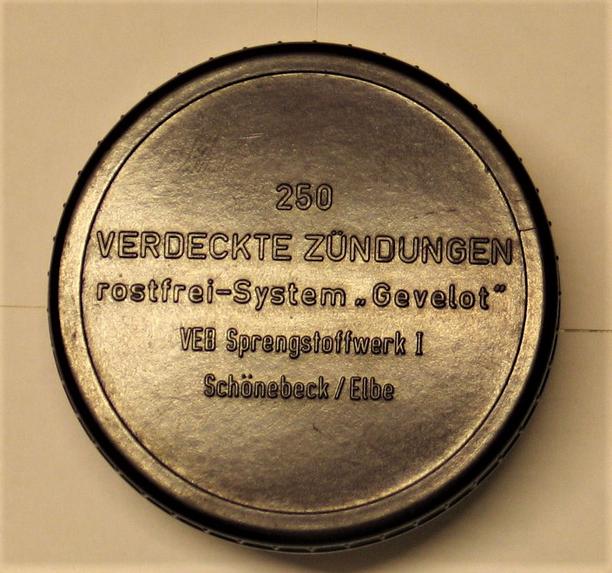 250
VERDECKTE ZÜNDUNGEN
rostfrei-System „Gevelot“
VEB Sprengstoffwerk I
Schönebeck / Elbe